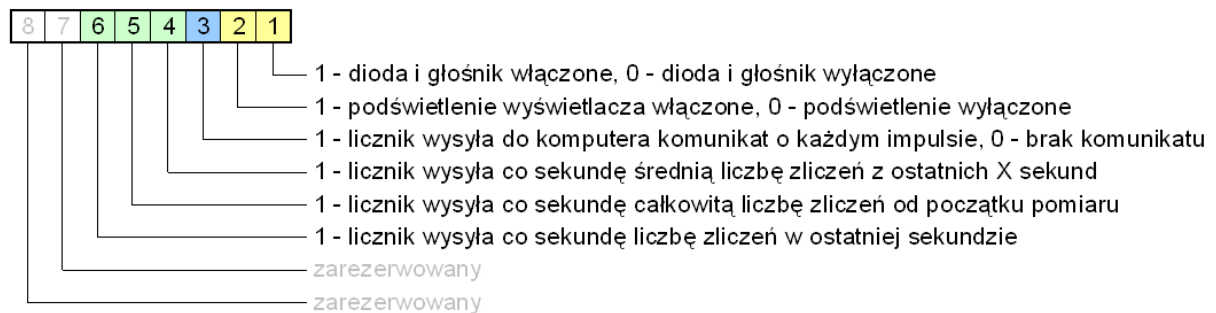 8 7 6 5 4 3 2 1
1 - dioda i głośnik włączone, 0 - dioda i głośnik wyłączone
1 - podświetlenie wyświetlacza włączone, 0 - podświetlenie wyłączone
1 - licznik wysyła do komputera komunikat o każdym impulsie, 0 - brak komunikatu
1 - licznik wysyła co sekundę średnią liczbę zliczeń z ostatnich X sekund
1 - licznik wysyła co sekundę całkowitą liczbę zliczeń od początku pomiaru
1 - licznik wysyła co sekundę liczbę zliczeń w ostatniej sekundzie
zarezerwowany
zarezerwowany